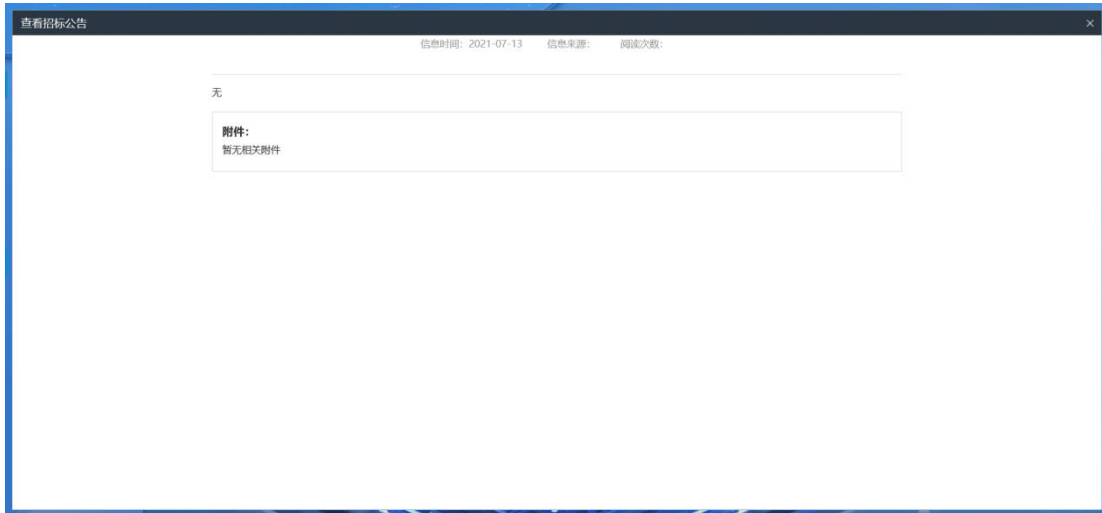 查看招标公告
信息时间：2021-07-13 信息来源： 阅读次数：
无
附件：
暂无相关附件